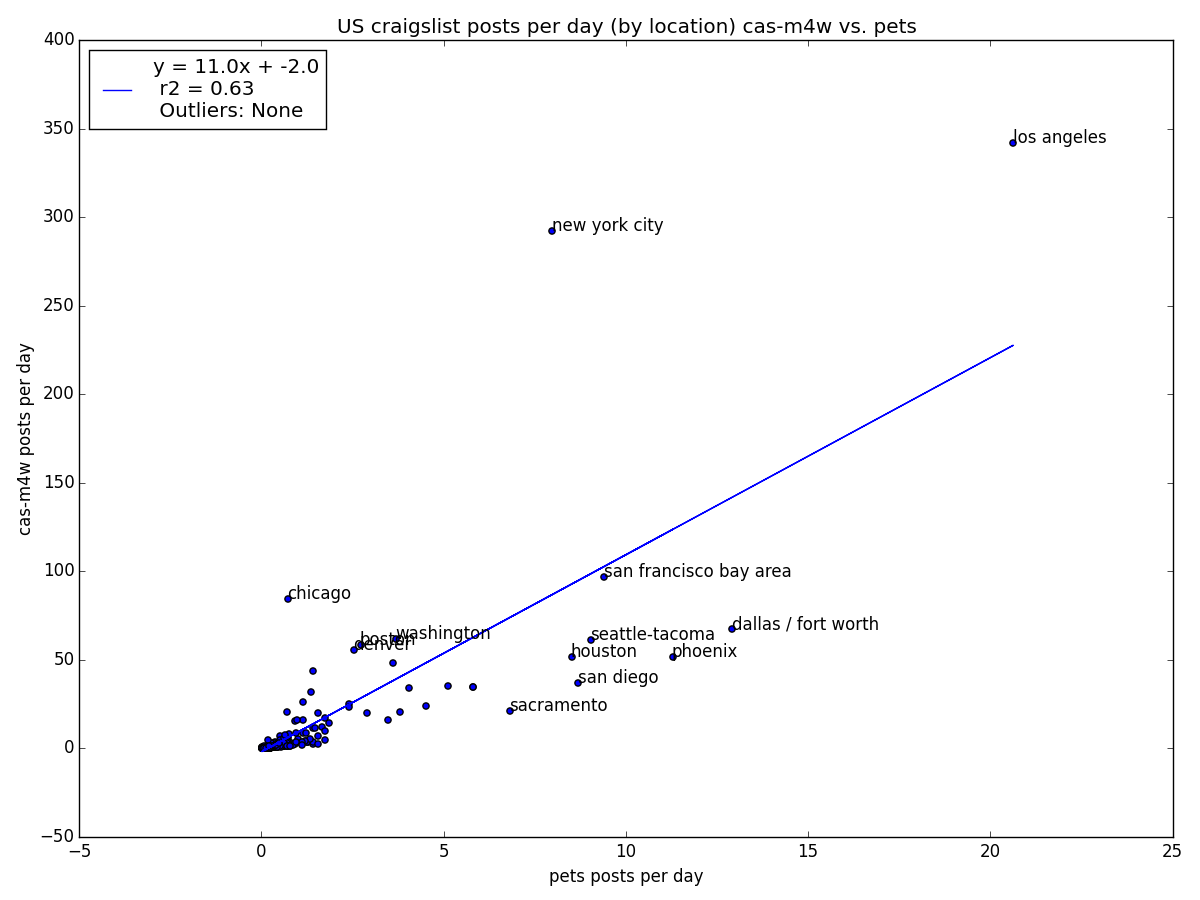 US craigslist posts per day (by location) cas-m4w vs. pets
400
350
300
250
200
150
100
50
0
−50
y = 11.0x + -2.0
r2 = 0.63
Outliers: None
los angeles
new york city
san francisco bay area
chicago
dallas / fort worth
washington
seattle-tacoma
boston
denver
houston
phoenix
san diego
sacramento
cas-m4w posts per day
−5
0
5
10
15
20
25
pets posts per day